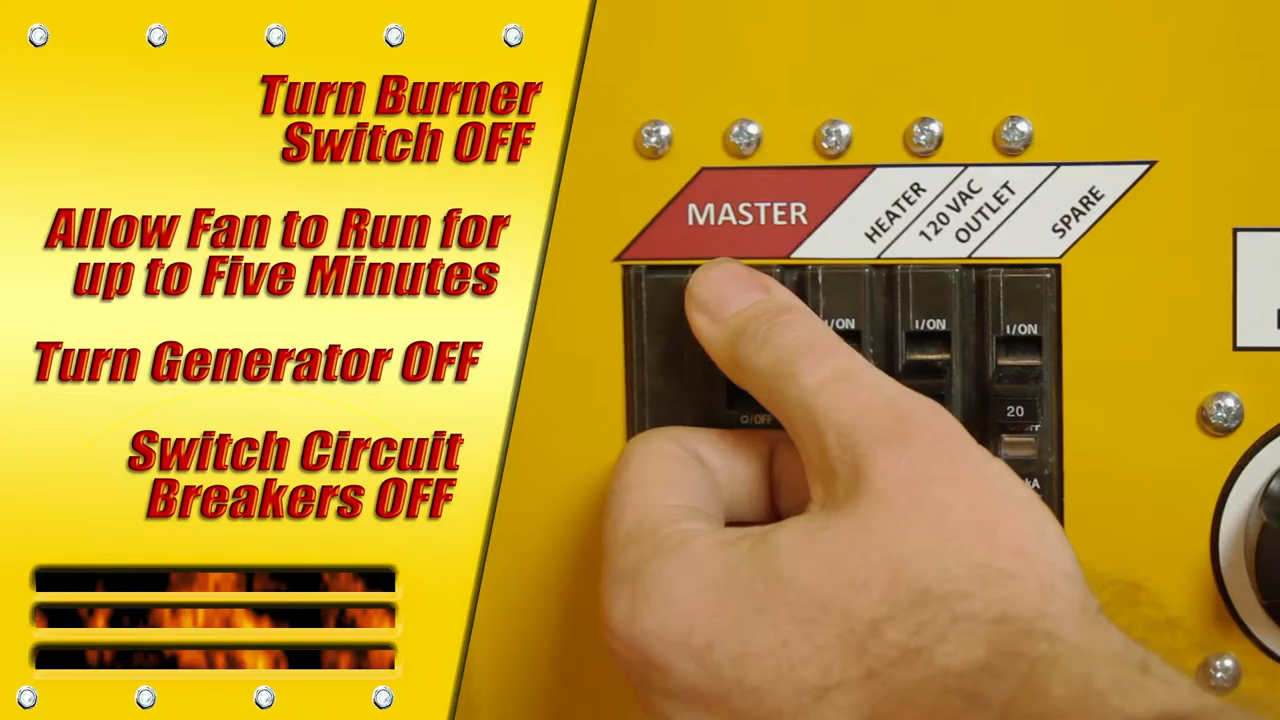 Turn Burner
Switch OFF
Allow Fan to Run for
up to Five Minutes
Turn Generator OFF
Switch Circuit
Breakers OFF
MASTER
HEATER
120 VAC
OUTLET
SPARE
I/ON
I/ON
I/ON
O/OFF
20
kA